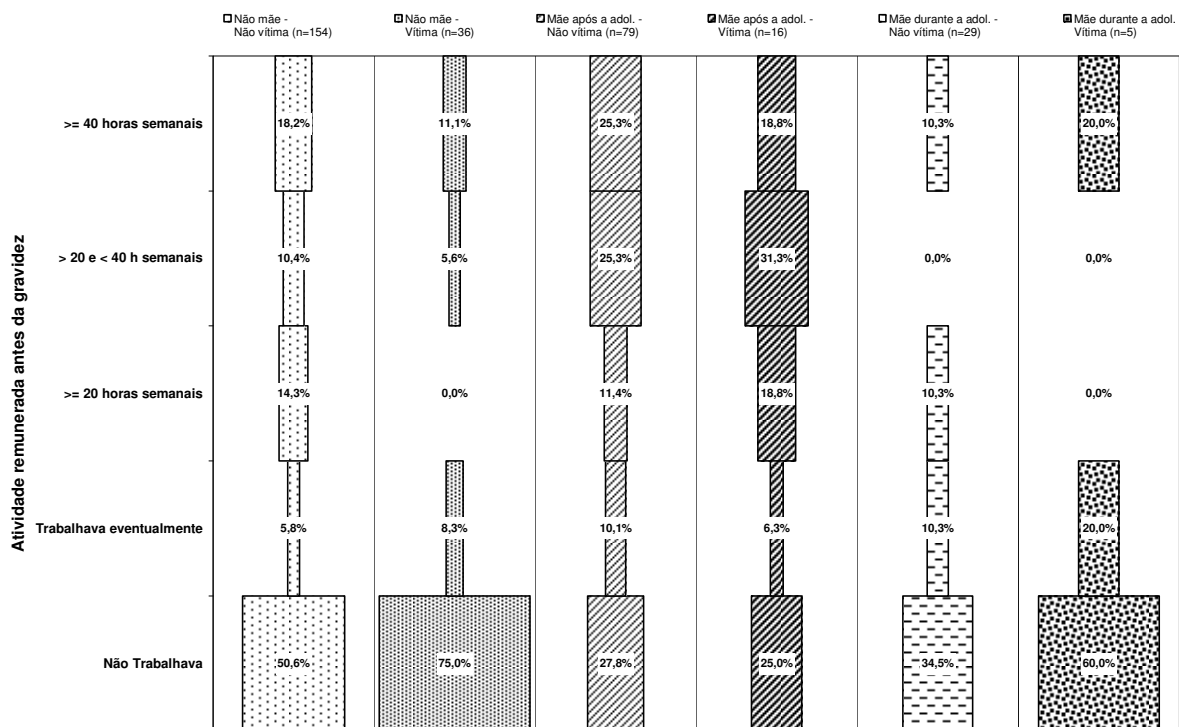 Não mãe -
Não vítima (n=154)
Não mãe -
Vítima (n=36)
Mãe após a adol. -
Não vítima (n=79)
Mãe após a adol. -
Vítima (n=16)
Mãe durante a adol. -
Não vítima (n=29)
Mãe durante a adol.
Vítima (n=5)
Atividade remunerada antes da gravidez
>= 40 horas semanais
18,2% 11,1% 25,3% 18,8% 10,3% 20,0%
> 20 e < 40 h semanais
10,4% 5,6% 25,3% 31,3% 0,0% 0,0%
>= 20 horas semanais
14,3% 0,0% 11,4% 18,8% 10,3% 0,0%
Trabalhava eventualmente
5,8% 8,3% 10,1% 6,3% 10,3% 20,0%
Não Trabalhava
50,6% 75,0% 27,8% 25,0% 34,5% 60,0%